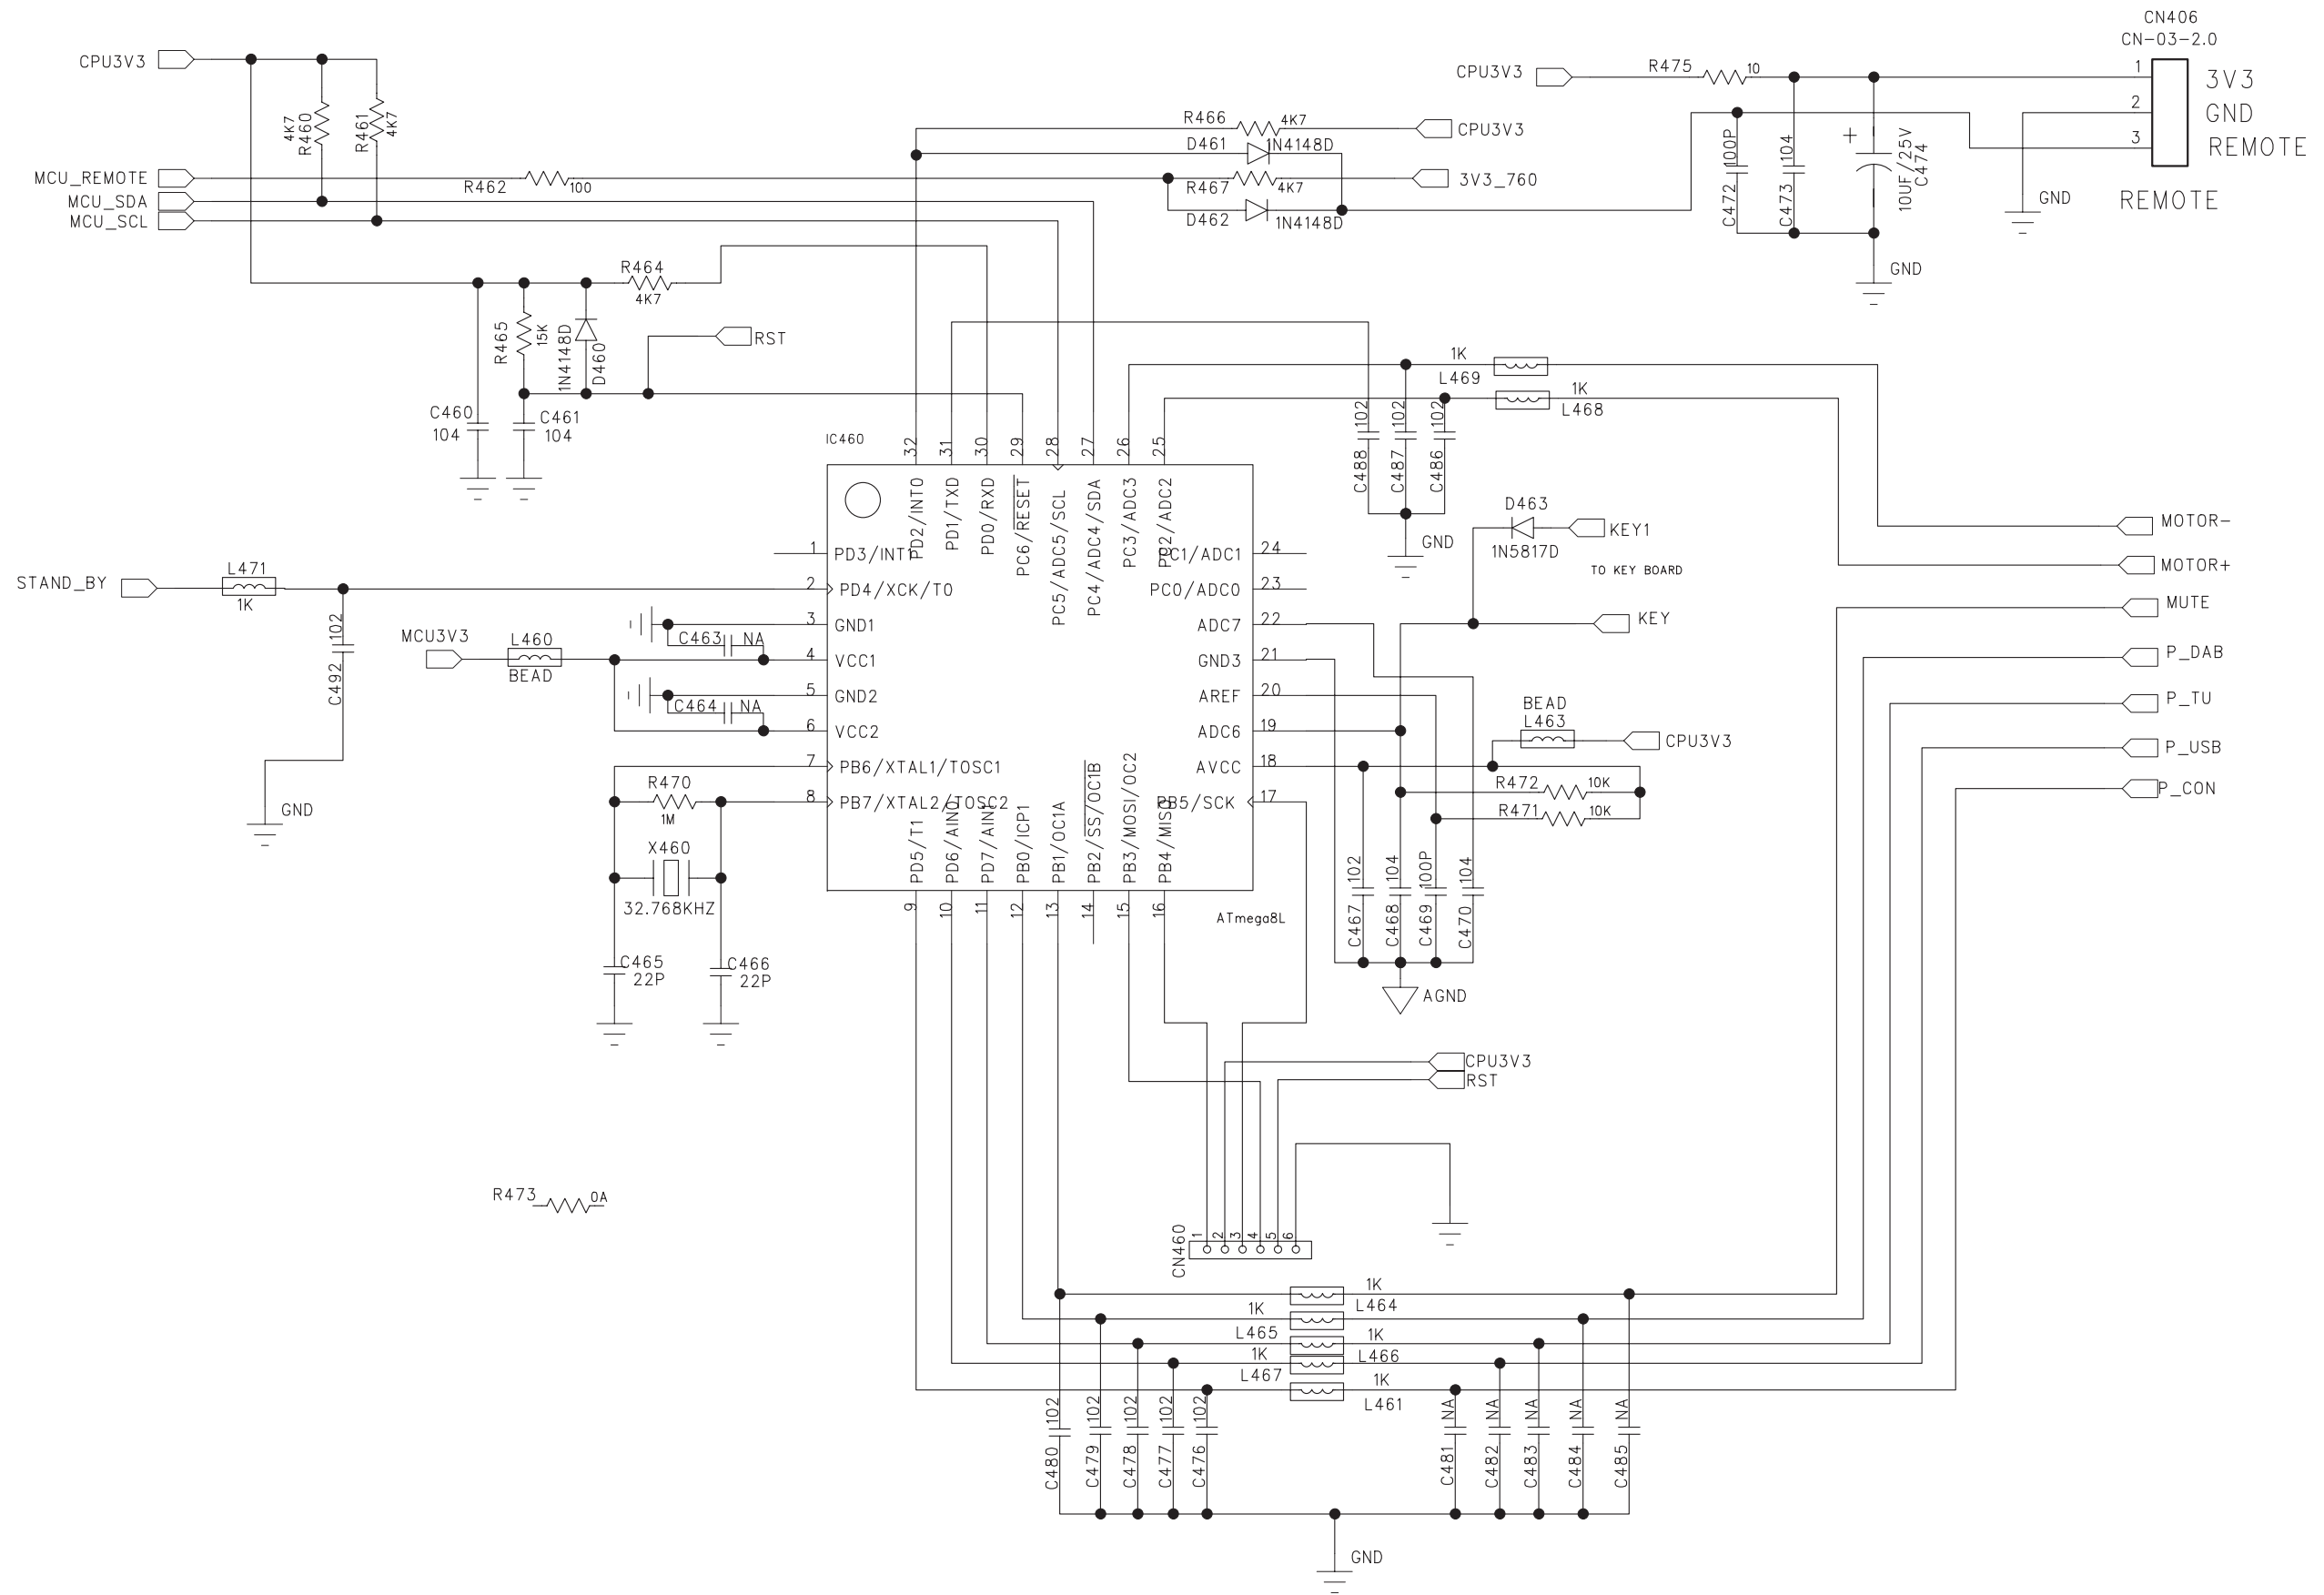 CN406
CN-03-2.0
CPU3V3
4K7
R460
R461
4K7
CPU3V3
R475
10
1
3V3
2
GND
3
REMOTE
REMOTE
R466
4K7
CPU3V3
D461
1N4148D
MCU_REMOTE
R462
100
R467
4K7
3V3_760
MCU_SDA
MCU_SCL
D462
1N4148D
C472
100P
C473
104
+
10UF/25V
C474
GND
GND
R464
4K7
R465
15K
1N4148D
D460
RST
C460
104
C461
104
1K
L469
1K
L468
C488
102
C487
102
C486
102
GND
IC460
32
31
30
29
28
27
26
25
PD2/INT0
PD1/TXD
PD0/RXD
PC6/RESET
PC5/ADC5/SCL
PC4/ADC4/SDA
PC3/ADC3
PC2/ADC2
D463
1N5817D
KEY1
TO KEY BOARD
KEY
MOTOR-
MOTOR+
MUTE
P_DAB
P_TU
P_USB
P_CON
STAND_BY
L471
1K
C492
102
GND
MCU3V3
L460
BEAD
C463
NA
C464
NA
1
PD3/INT1
2
PD4/XCK/T0
3
GND1
4
VCC1
5
GND2
6
VCC2
7
PB6/XTAL1/TOSC1
8
PB7/XTAL2/TOSC2
PC1/ADC1
24
PC0/ADC0
23
ADC7
22
GND3
21
AREF
20
ADC6
19
AVCC
18
PB5/SCK
17
PD5/T1
PD6/AIN0
PD7/AIN1
PB0/ICP1
PB1/OC1A
PB2/SS/OC1B
PB3/MOSI/OC2
PB4/MISO
9
10
11
12
13
14
15
16
ATmega8L
R470
1M
X460
32.768KHZ
C465
22P
C466
22P
BEAD
L463
CPU3V3
R472
10K
R471
10K
C467
102
C468
104
C469
100P
C470
104
AGND
CPU3V3
RST
R473
0A
CN460
1
2
3
4
5
6
1K
L464
1K
L465
1K
L466
1K
L467
1K
L461
C480
102
C479
102
C478
102
C477
102
C476
102
C481
NA
C482
NA
C483
NA
C484
NA
C485
NA
GND